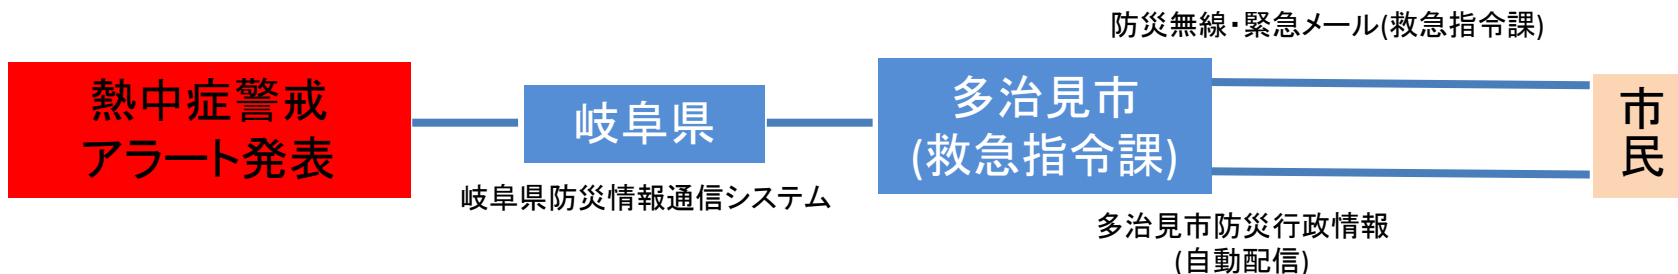 防災無線・緊急メール(救急指令課)
熱中症警戒
アラート発表
岐阜県
多治見市
(救急指令課)
市
民
岐阜県防災情報通信システム
多治見市防災行政情報
(自動配信)